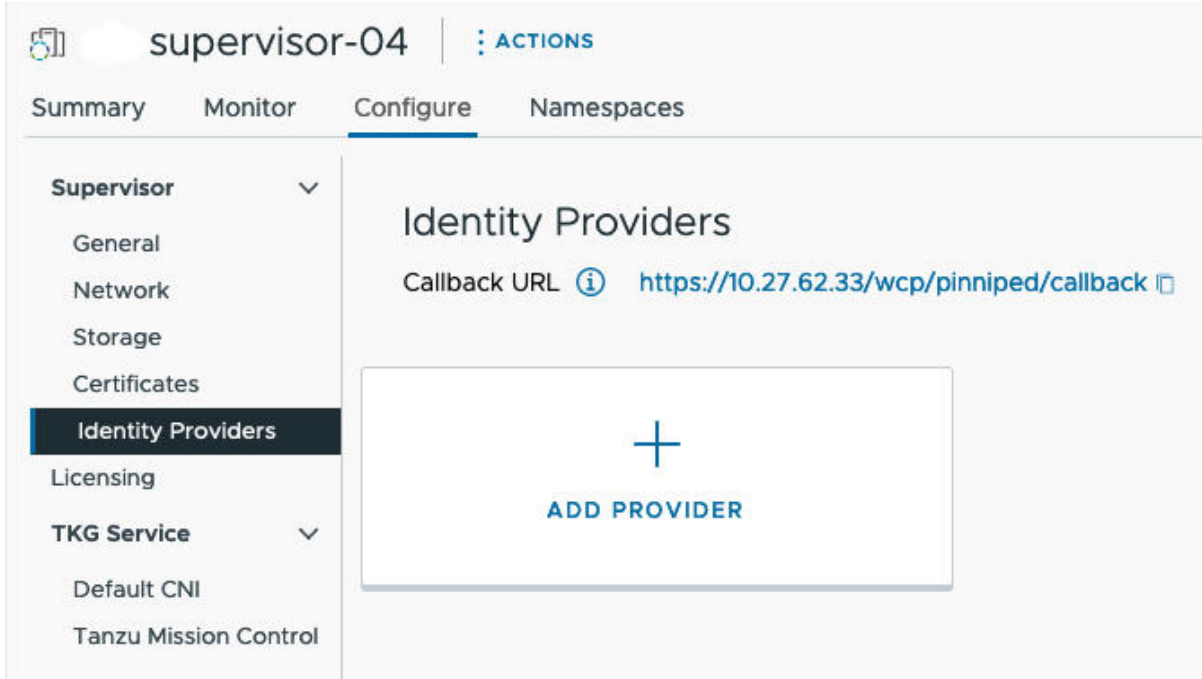 supervisor-04 ACTIONS
Summary Monitor Configure Namespaces
Supervisor
General
Network
Storage
Certificates
Identity Providers
Licensing
TKG Service
Default CNI
Tanzu Mission Control
Identity Providers
Callback URL https://10.27.62.33/wcp/pinniped/callback
ADD PROVIDER